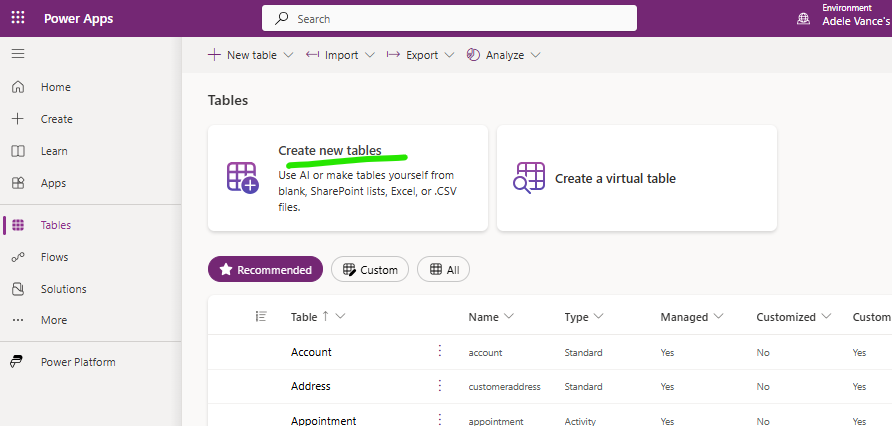 Power Apps
Search
Environment
Adele Vance's
New table
Import
Export
Analyze
Home
Create
Learn
Apps
Tables
Flows
Solutions
More
Power Platform
Tables
Create new tables
Use AI or make tables yourself from
blank, SharePoint lists, Excel, or .CSV
files.
Create a virtual table
Recommended
Custom
All
Table ↑ Name Type Managed Customized Custom
Account account Standard Yes No Yes
Address customeraddress Standard Yes No Yes
Appointment appointment Activity Yes No Yes